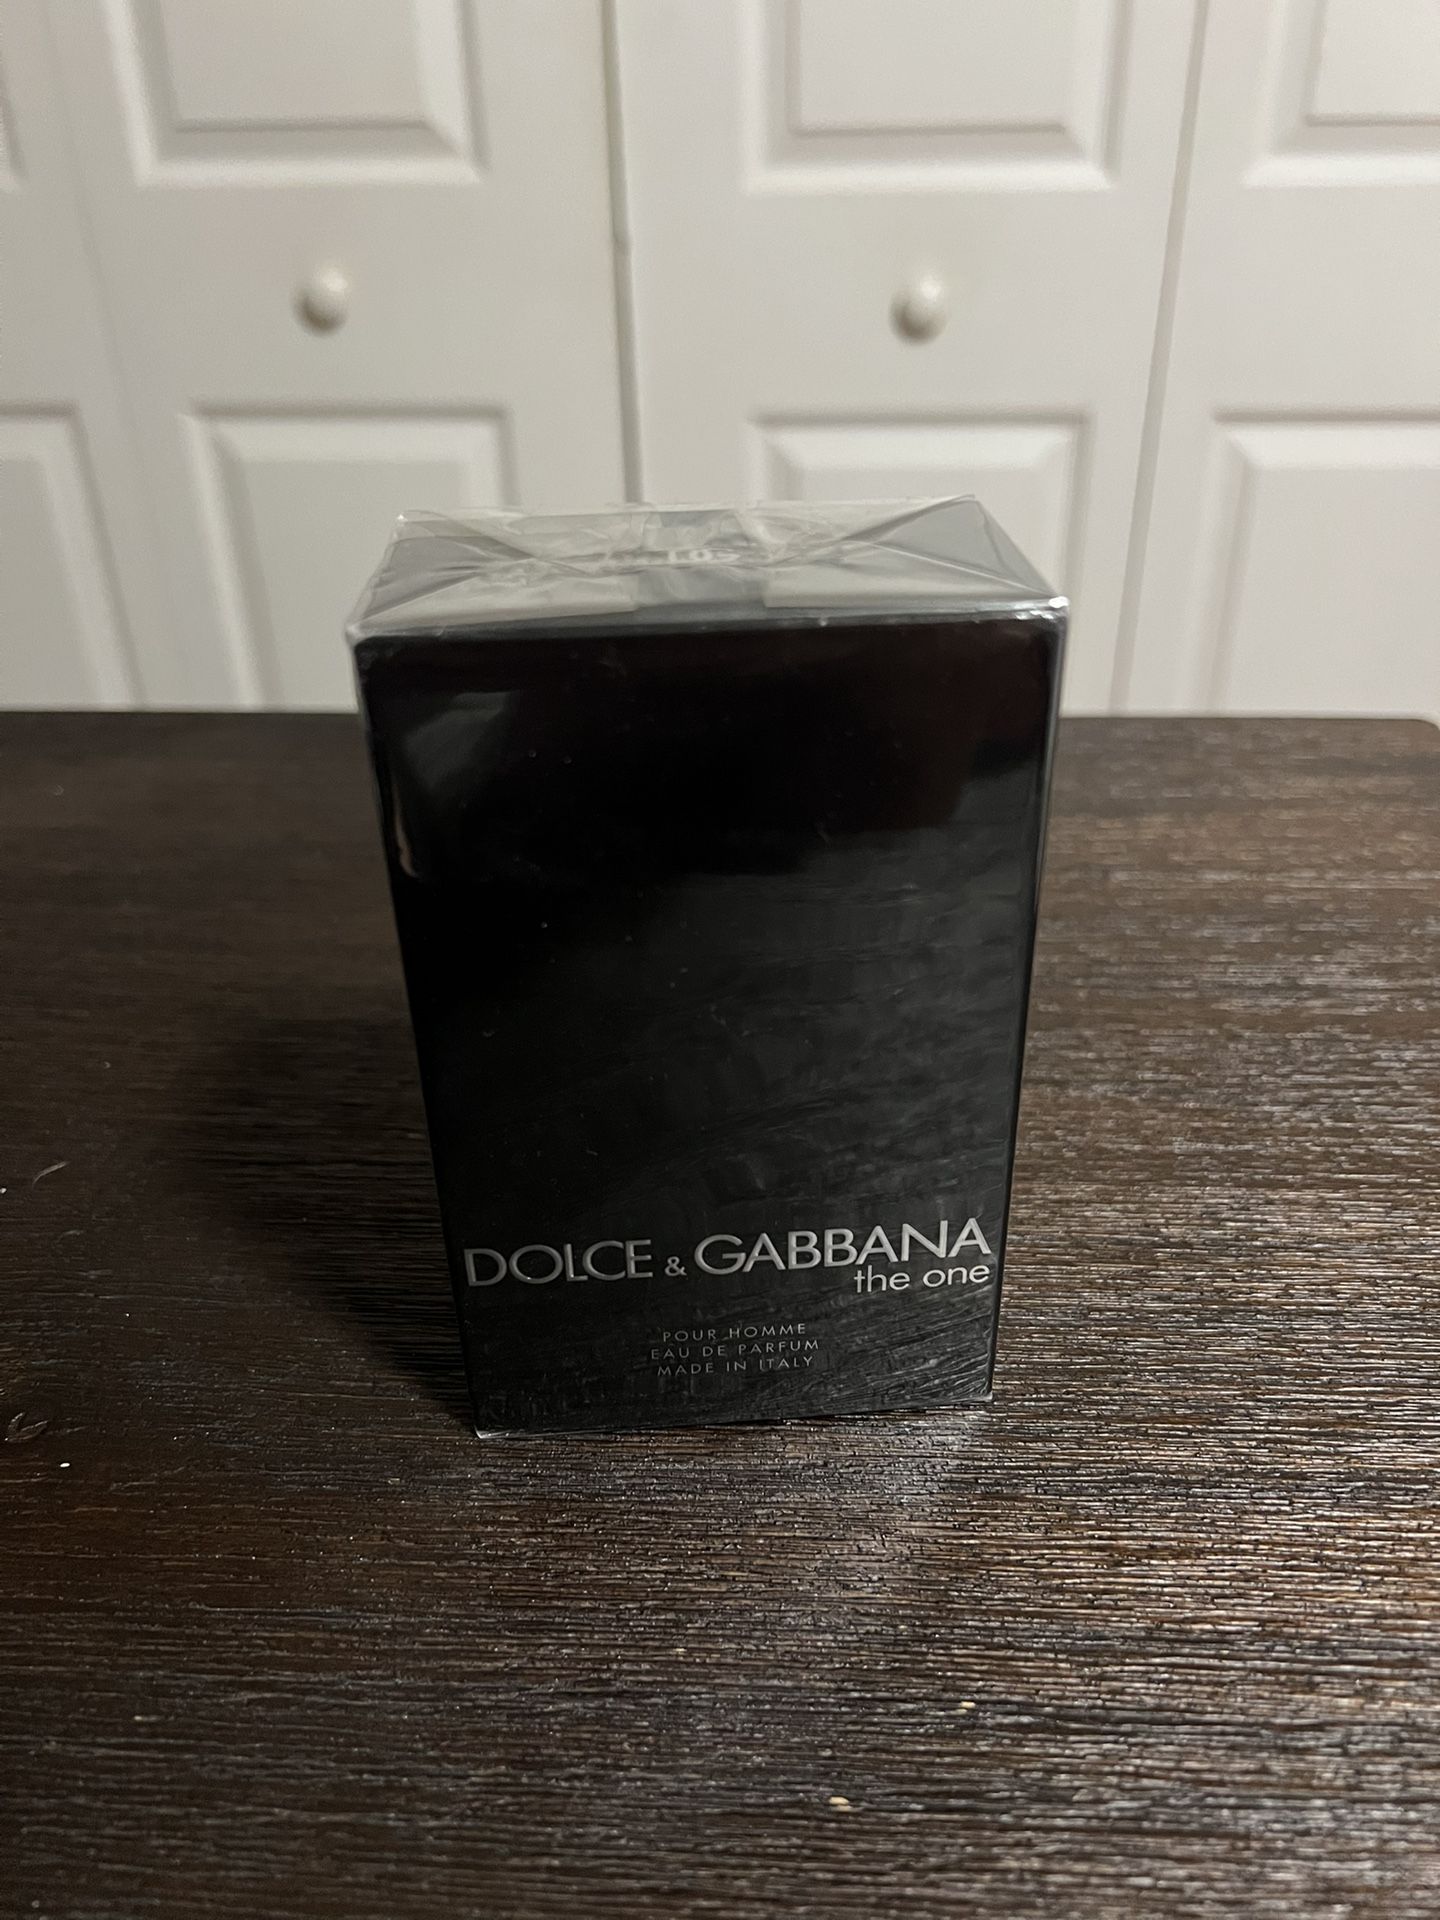 DOLCE & GABBANA
the one
POUR HOMME
EAU DE PARFUM
MADE IN ITALY